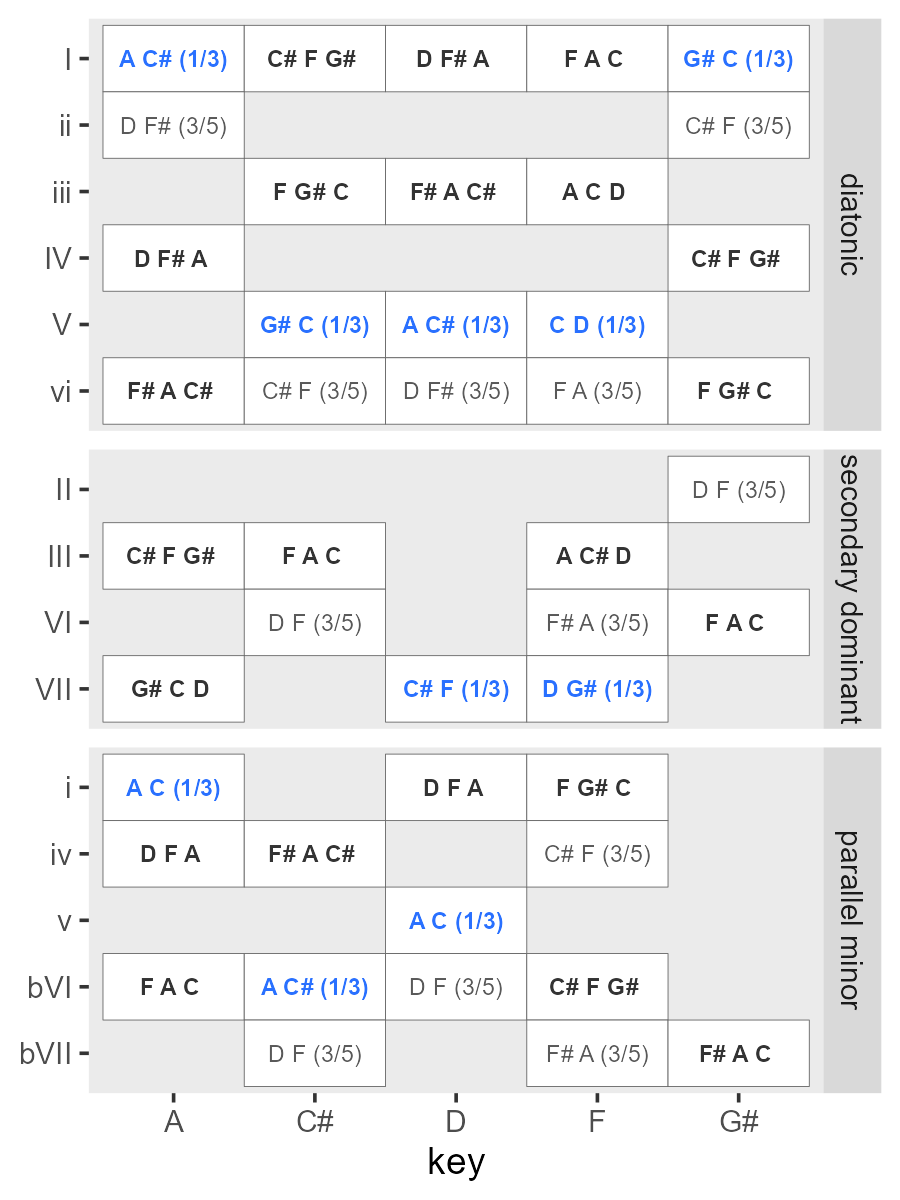 I A C# (1/3) C# F G# D F# A F A C G# C (1/3)
ii D F# (3/5) C# F (3/5)
iii F G# C F# A C# A C D
IV D F# A C# F G#
V G# C (1/3) A C# (1/3) C D (1/3)
vi F# A C# C# F (3/5) D F# (3/5) F A (3/5) F G# C
diatonic
II D F (3/5)
III C# F G# F A C A C# D
VI D F (3/5) F# A (3/5) F A C
VII G# C D C# F (1/3) D G# (1/3)
secondary dominant
i A C (1/3) D F A F G# C
iv D F A F# A C# C# F (3/5)
v A C (1/3)
bVI F A C A C# (1/3) D F (3/5) C# F G#
bVII D F (3/5) F# A (3/5) F# A C
parallel minor
A C# D F G#
key